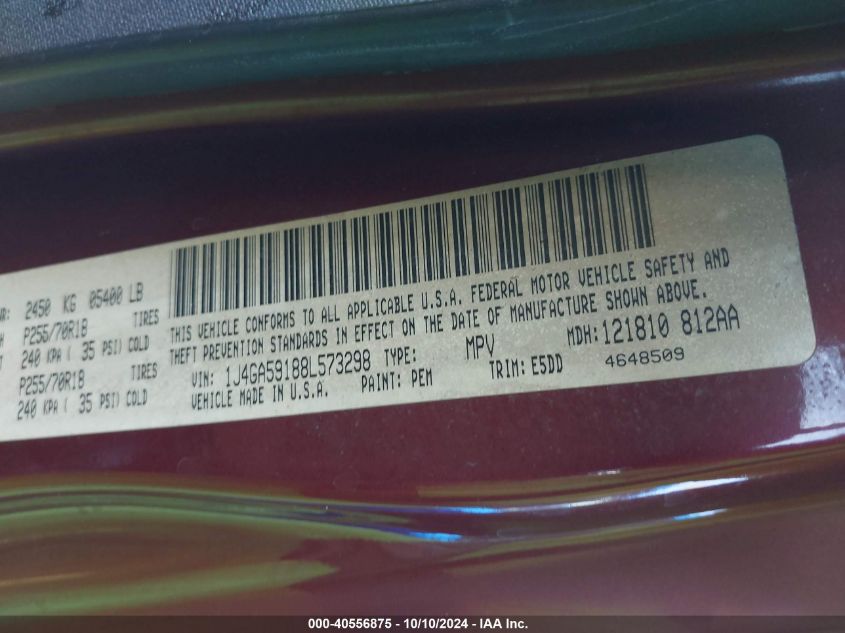 2450 KG 05400 LB
P255/70R18 TIRES
240 KPA ( 35 PSI) COLD
P255/70R18 TIRES
240 KPA ( 35 PSI) COLD
THIS VEHICLE CONFORMS TO ALL APPLICABLE U.S.A. FEDERAL MOTOR VEHICLE SAFETY AND
THEFT PREVENTION STANDARDS IN EFFECT ON THE DATE OF MANUFACTURE SHOWN ABOVE.
VIN: 1J4GA59188L573298 TYPE: MPV MDH: 121810 812AA
VEHICLE MADE IN U.S.A. PAINT: PEM TRIM: E5DD 4648509
000-40556875 - 10/10/2024 - IAA Inc.